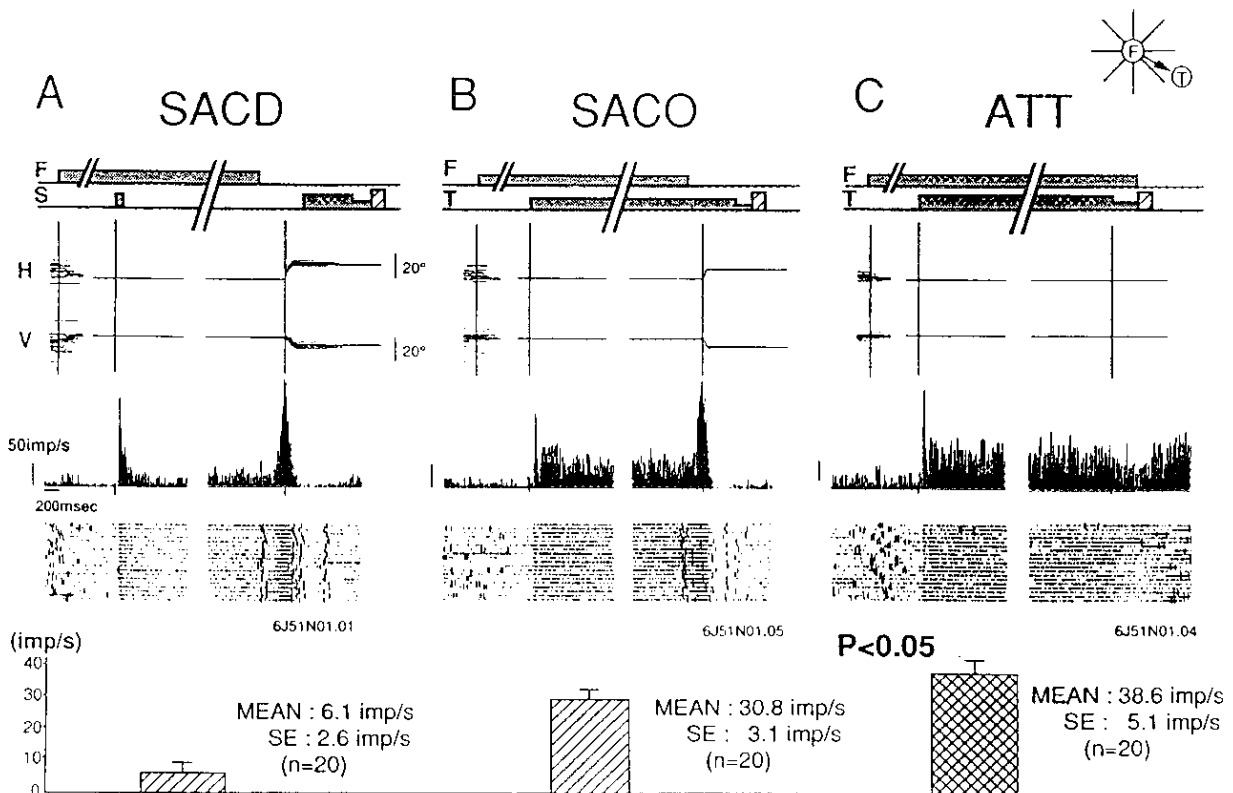 F
T
A
SACD
B
SACO
C
ATT
F
S
F
T
F
T
H
20°
V
20°
50imp/s
200msec
6J51N01.01
6J51N01.05
6J51N01.04
(imp/s)
40
30
20
10
0
MEAN : 6.1 imp/s
SE : 2.6 imp/s
(n=20)
MEAN : 30.8 imp/s
SE : 3.1 imp/s
(n=20)
P<0.05
MEAN : 38.6 imp/s
SE : 5.1 imp/s
(n=20)